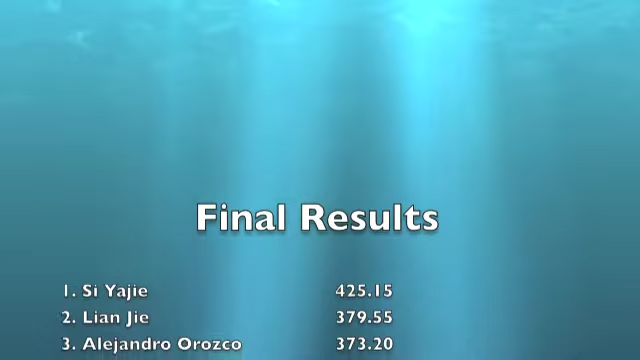 Final Results
1. Si Yajie 425.15
2. Lian Jie 379.55
3. Alejandro Orozco 373.20